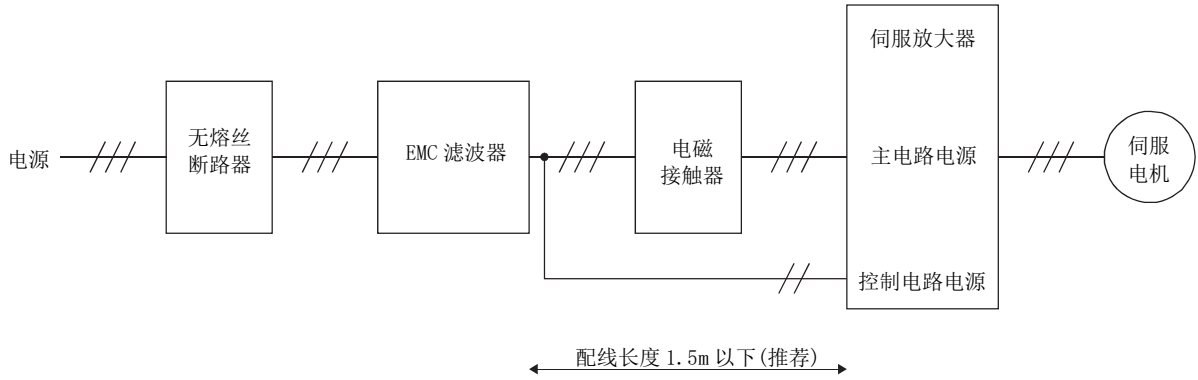 电源
无熔丝
断路器
EMC 滤波器
电磁
接触器
伺服放大器
主电路电源
控制电路电源
伺服
电机
配线长度 1.5m 以下(推荐)